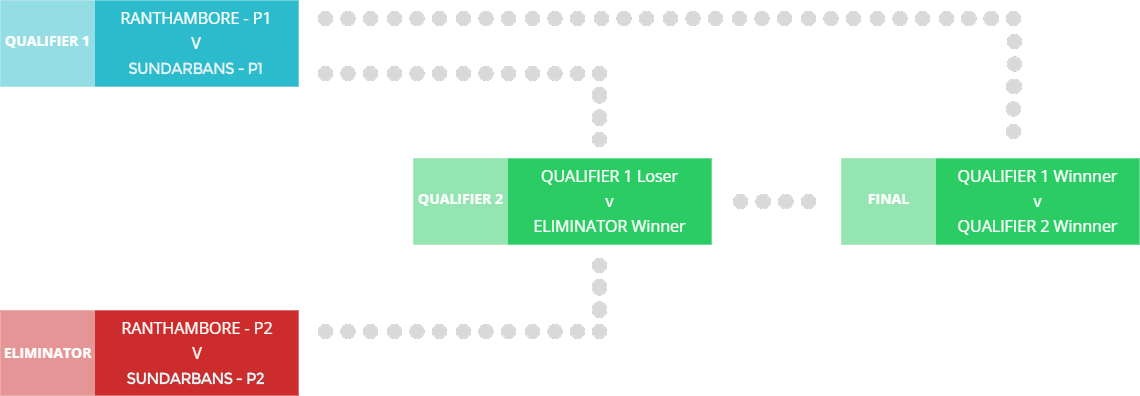 QUALIFIER 1
RANTHAMBORE - P1
V
SUNDARBANS - P1
QUALIFIER 2
QUALIFIER 1 Loser
v
ELIMINATOR Winner
FINAL
QUALIFIER 1 Winnner
v
QUALIFIER 2 Winnner
ELIMINATOR
RANTHAMBORE - P2
V
SUNDARBANS - P2